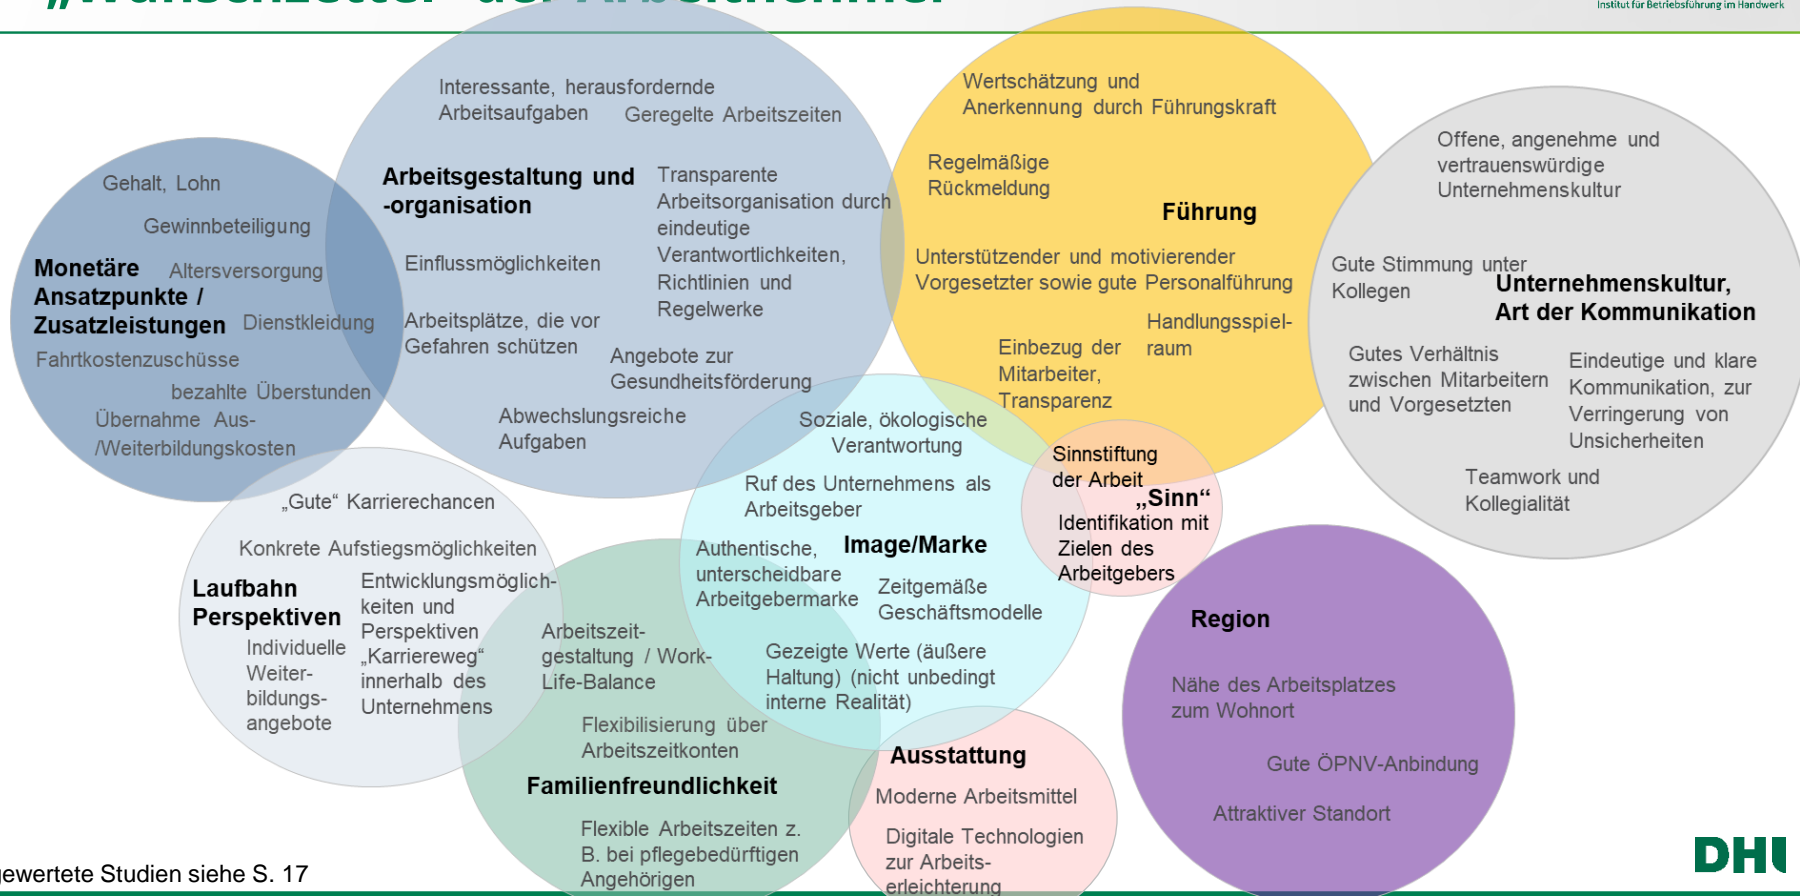 „Wunschzettel“ der Arbeitnehmer
Institut für Betriebsführung im Handwerk
Interessante, herausfordernde
Arbeitsaufgaben
Geregelte Arbeitszeiten
Arbeitsgestaltung und
-organisation
Transparente
Arbeitsorganisation durch
eindeutige
Verantwortlichkeiten,
Richtlinien und
Regelwerke
Einflussmöglichkeiten
Arbeitsplätze, die vor
Gefahren schützen
Angebote zur
Gesundheitsförderung
Abwechslungsreiche
Aufgaben
Gehalt, Lohn
Gewinnbeteiligung
Monetäre
Ansatzpunkte /
Zusatzleistungen
Altersversorgung
Dienstkleidung
Fahrtkostenzuschüsse
bezahlte Überstunden
Übernahme Aus-
/Weiterbildungskosten
Wertschätzung und
Anerkennung durch Führungskraft
Regelmäßige
Rückmeldung
Führung
Unterstützender und motivierender
Vorgesetzter sowie gute Personalführung
Handlungsspiel-
raum
Einbezug der
Mitarbeiter,
Transparenz
Offene, angenehme und
vertrauenswürdige
Unternehmenskultur
Gute Stimmung unter
Kollegen
Unternehmenskultur,
Art der Kommunikation
Gutes Verhältnis
zwischen Mitarbeitern
und Vorgesetzten
Eindeutige und klare
Kommunikation, zur
Verringerung von
Unsicherheiten
Teamwork und
Kollegialität
Soziale, ökologische
Verantwortung
Ruf des Unternehmens als
Arbeitsgeber
Image/Marke
Authentische,
unterscheidbare
Arbeitgebermarke
Zeitgemäße
Geschäftsmodelle
Gezeigte Werte (äußere
Haltung) (nicht unbedingt
interne Realität)
Sinnstiftung
der Arbeit
„Sinn“
Identifikation mit
Zielen des
Arbeitgebers
„Gute“ Karrierechancen
Konkrete Aufstiegsmöglichkeiten
Laufbahn
Perspektiven
Entwicklungsmöglich-
keiten und
Perspektiven
„Karriereweg“
innerhalb des
Unternehmens
Individuelle
Weiter-
bildungs-
angebote
Arbeitszeit-
gestaltung / Work-
Life-Balance
Flexibilisierung über
Arbeitszeitkonten
Familienfreundlichkeit
Flexible Arbeitszeiten z.
B. bei pflegebedürftigen
Angehörigen
Ausstattung
Moderne Arbeitsmittel
Digitale Technologien
zur Arbeits-
erleichterung
Region
Nähe des Arbeitsplatzes
zum Wohnort
Gute ÖPNV-Anbindung
Attraktiver Standort
gewertete Studien siehe S. 17
DHI